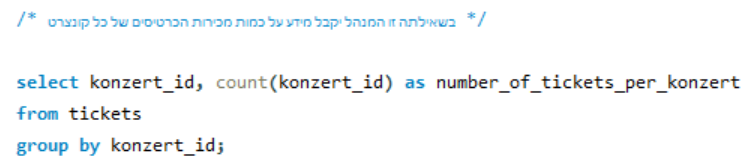 /* בשאילתה זו המנהל יקבל מידע על כמות מכירות הכרטיסים של כל קונצרט */
select konzert_id, count(konzert_id) as number_of_tickets_per_konzert
from tickets
group by konzert_id;